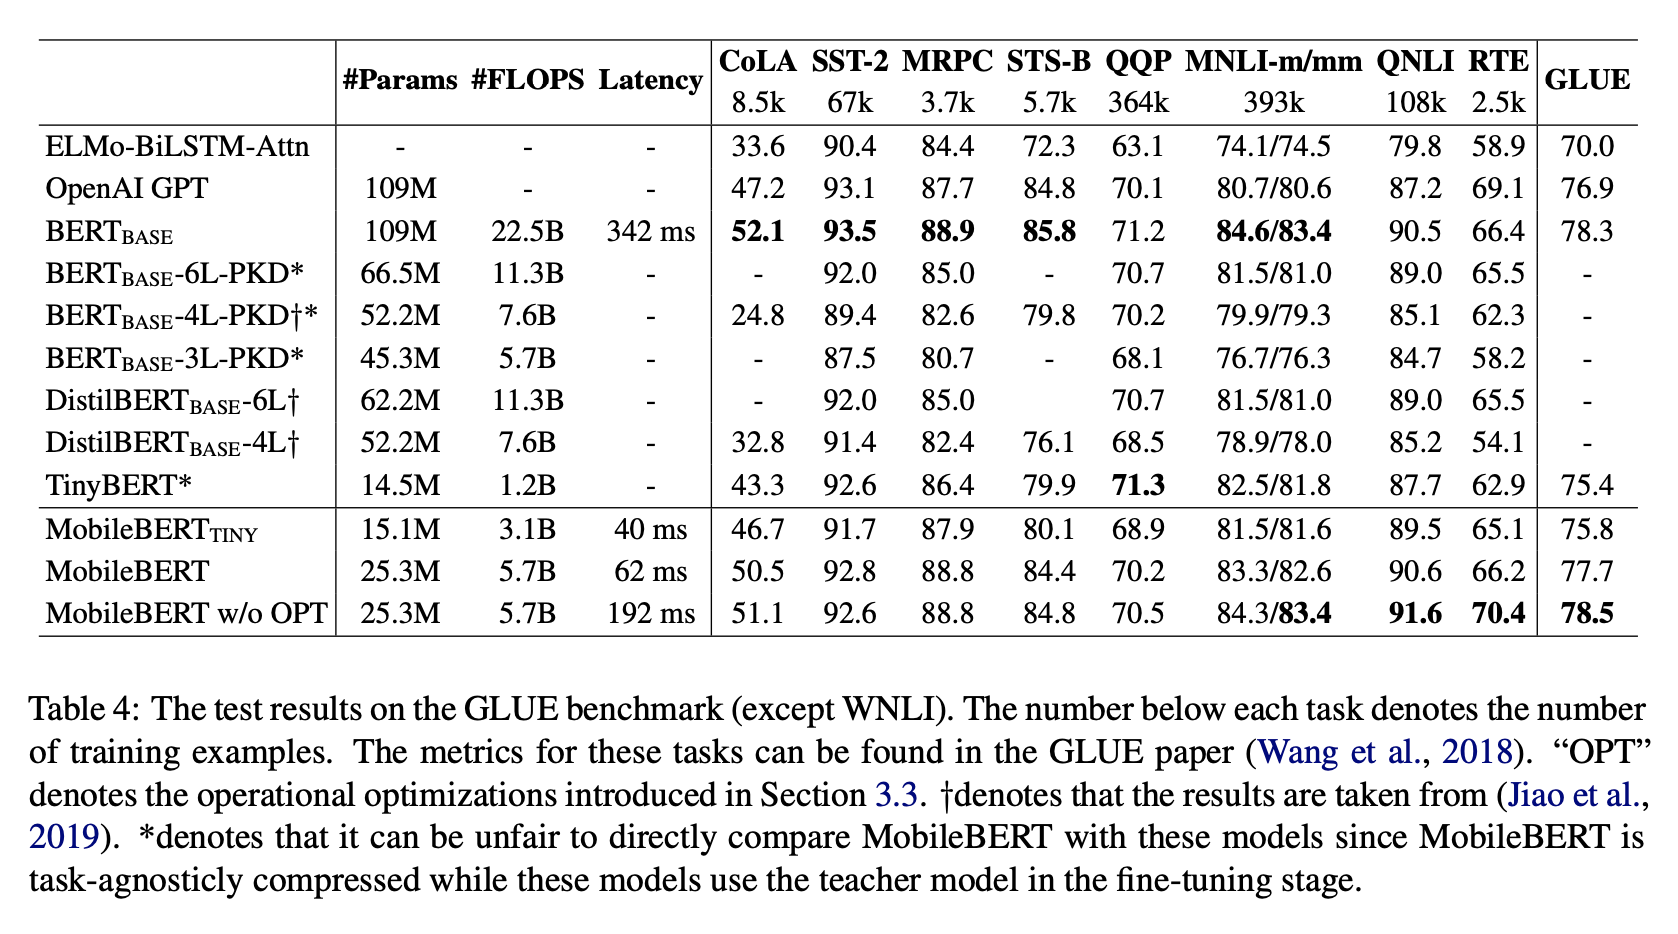 CoLA SST-2 MRPC STS-B QQP MNLI-m/mm QNLI RTE
#Params #FLOPS Latency GLUE
8.5k 67k 3.7k 5.7k 364k 393k 108k 2.5k
ELMo-BiLSTM-Attn - - - 33.6 90.4 84.4 72.3 63.1 74.1/74.5 79.8 58.9 70.0
OpenAI GPT 109M - - 47.2 93.1 87.7 84.8 70.1 80.7/80.6 87.2 69.1 76.9
BERTBASE 109M 22.5B 342 ms 52.1 93.5 88.9 85.8 71.2 84.6/83.4 90.5 66.4 78.3
BERTBASE-6L-PKD* 66.5M 11.3B - - 92.0 85.0 - 70.7 81.5/81.0 89.0 65.5 -
BERTBASE-4L-PKD†* 52.2M 7.6B - 24.8 89.4 82.6 79.8 70.2 79.9/79.3 85.1 62.3 -
BERTBASE-3L-PKD* 45.3M 5.7B - - 87.5 80.7 - 68.1 76.7/76.3 84.7 58.2 -
DistilBERTBASE-6L† 62.2M 11.3B - - 92.0 85.0 70.7 81.5/81.0 89.0 65.5 -
DistilBERTBASE-4L† 52.2M 7.6B - 32.8 91.4 82.4 76.1 68.5 78.9/78.0 85.2 54.1 -
TinyBERT* 14.5M 1.2B - 43.3 92.6 86.4 79.9 71.3 82.5/81.8 87.7 62.9 75.4
MobileBERTTINY 15.1M 3.1B 40 ms 46.7 91.7 87.9 80.1 68.9 81.5/81.6 89.5 65.1 75.8
MobileBERT 25.3M 5.7B 62 ms 50.5 92.8 88.8 84.4 70.2 83.3/82.6 90.6 66.2 77.7
MobileBERT w/o OPT 25.3M 5.7B 192 ms 51.1 92.6 88.8 84.8 70.5 84.3/83.4 91.6 70.4 78.5
Table 4: The test results on the GLUE benchmark (except WNLI). The number below each task denotes the number
of training examples. The metrics for these tasks can be found in the GLUE paper (Wang et al., 2018). “OPT”
denotes the operational optimizations introduced in Section 3.3. †denotes that the results are taken from (Jiao et al.,
2019). *denotes that it can be unfair to directly compare MobileBERT with these models since MobileBERT is
task-agnosticly compressed while these models use the teacher model in the fine-tuning stage.